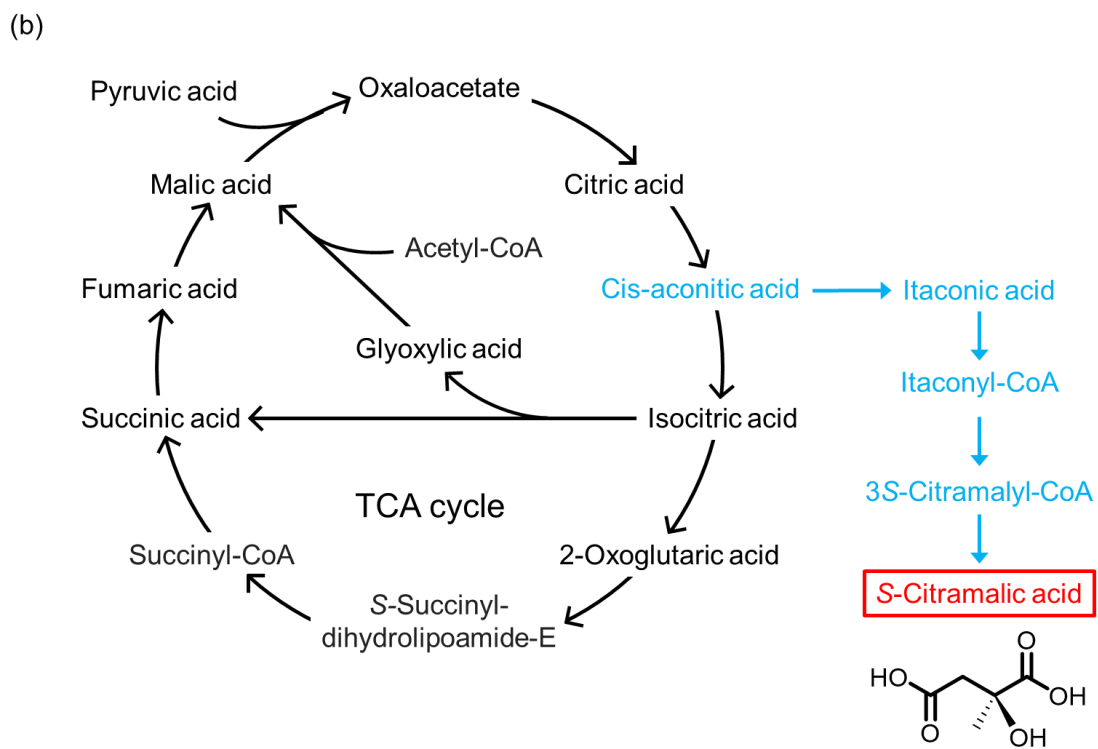 (b)
Pyruvic acid
Oxaloacetate
Malic acid
Citric acid
Acetyl-CoA
Fumaric acid
Cis-aconitic acid
Itaconic acid
Glyoxylic acid
Itaconyl-CoA
Succinic acid
Isocitric acid
TCA cycle
3S-Citramalyl-CoA
Succinyl-CoA
2-Oxoglutaric acid
S-Succinyl-
dihydrolipoamide-E
S-Citramalic acid
O
HO
OH
O
OH